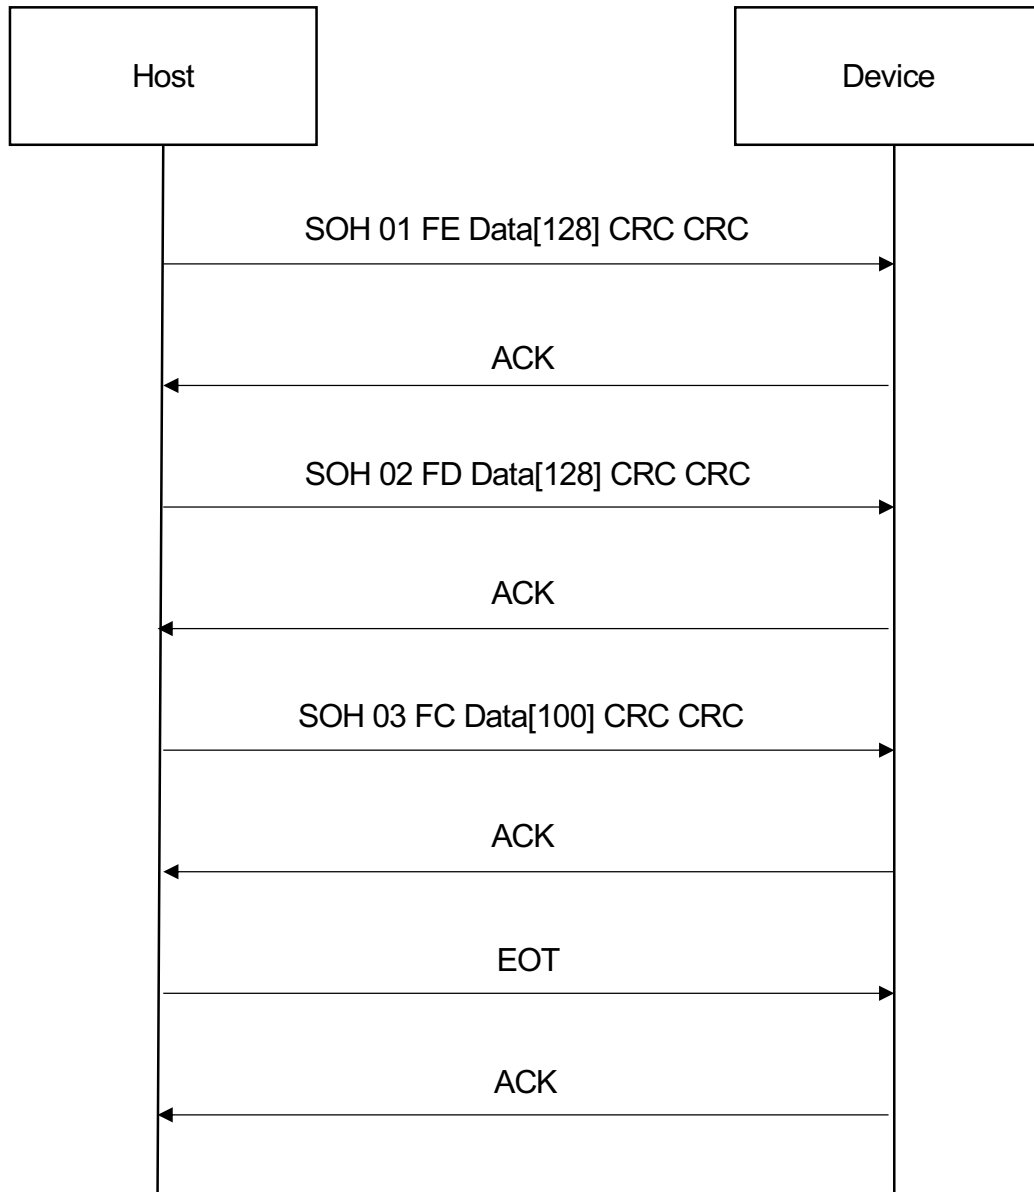 Host
Device
SOH 01 FE Data[128] CRC CRC
ACK
SOH 02 FD Data[128] CRC CRC
ACK
SOH 03 FC Data[100] CRC CRC
ACK
EOT
ACK